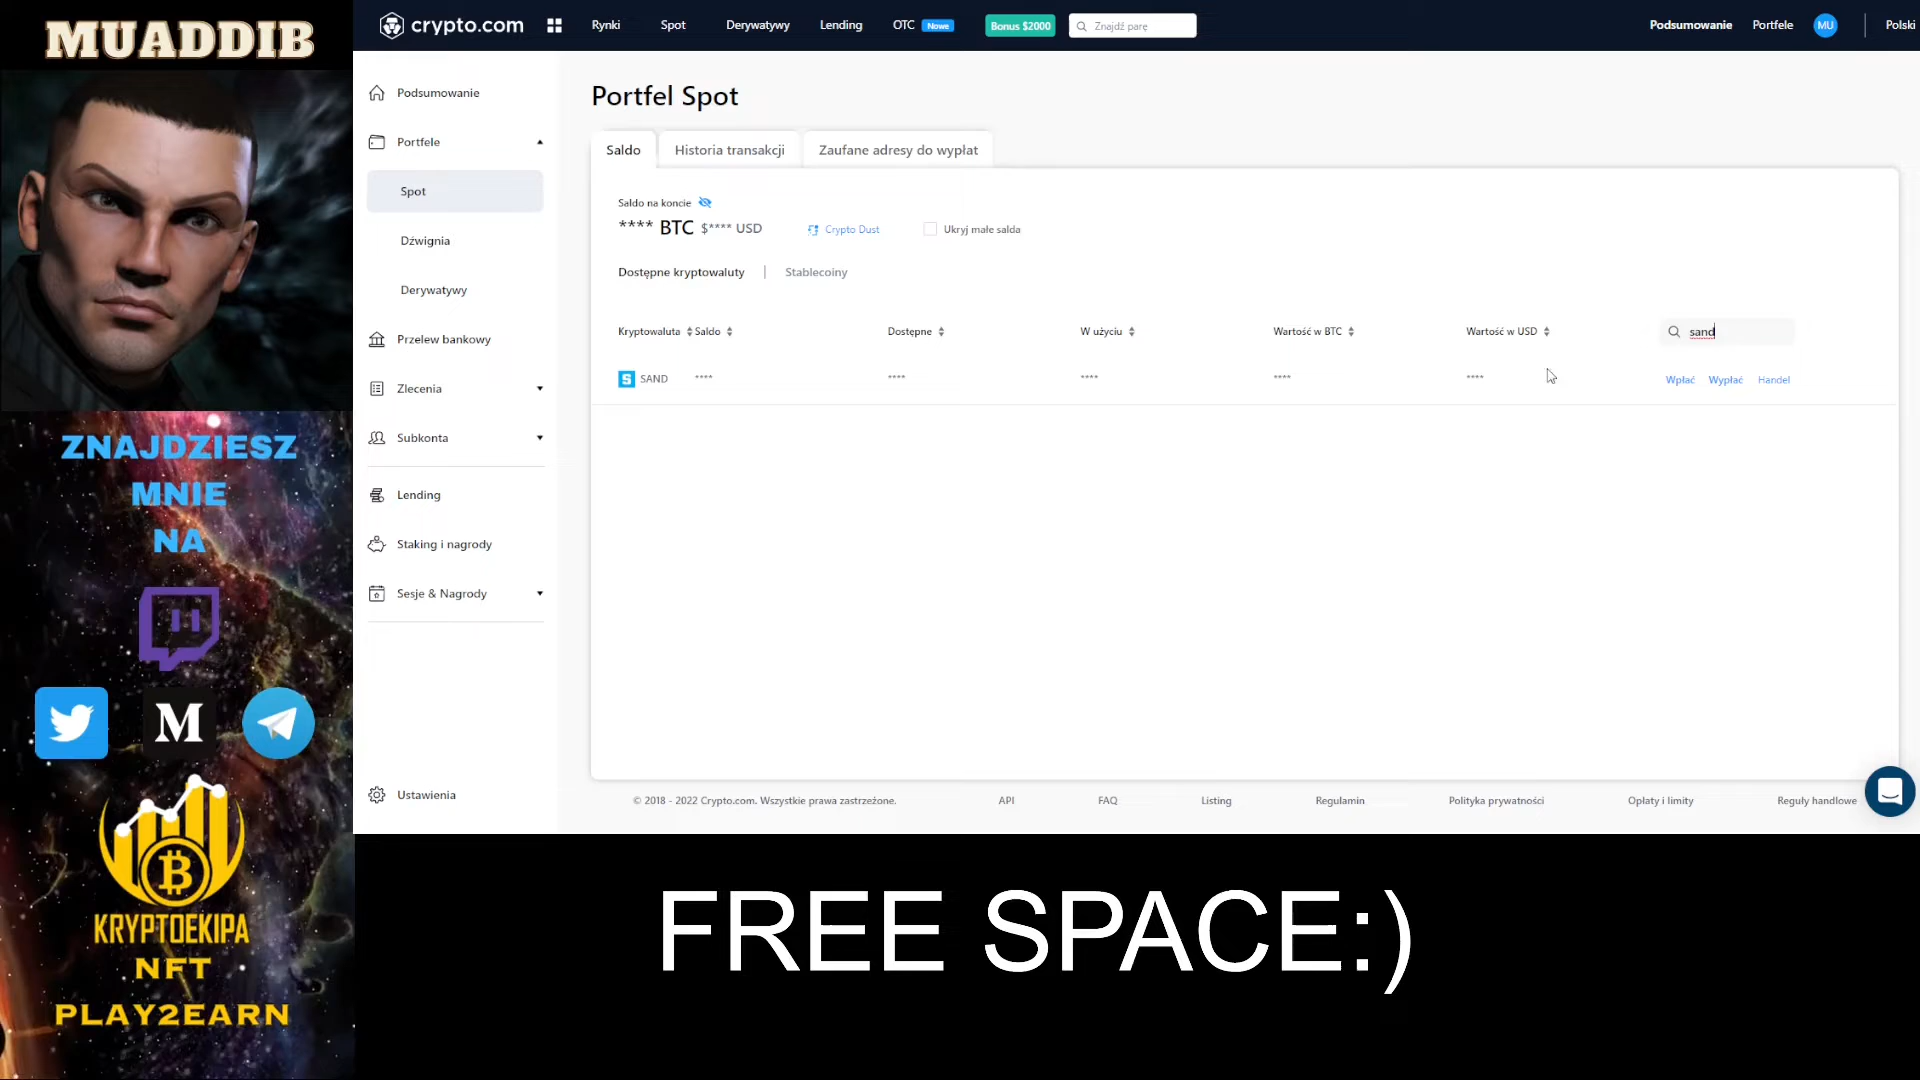 MUADDIB
ZNAJDZIESZ
MNIE
NA
M
KRYPTOEKIPA
NFT
PLAY2EARN
crypto.com
Rynki
Spot
Derywatywy
Lending
OTC Nowe
Bonus $2000
Znajdź parę
Podsumowanie
Portfele
MU
Polski
Podsumowanie
Portfele
Spot
Dźwignia
Derywatywy
Przelew bankowy
Zlecenia
Subkonta
Lending
Staking i nagrody
Sesje & Nagrody
Ustawienia
Portfel Spot
Saldo
Historia transakcji
Zaufane adresy do wypłat
Saldo na koncie
**** BTC $**** USD
Crypto Dust
Ukryj małe salda
Dostępne kryptowaluty | Stablecoiny
Kryptowaluta Saldo Dostępne W użyciu Wartość w BTC Wartość w USD sand
S SAND **** **** **** **** **** Wpłać Wypłać Handel
© 2018 - 2022 Crypto.com. Wszystkie prawa zastrzeżone. API FAQ Listing Regulamin Polityka prywatności Opłaty i limity Reguły handlowe
FREE SPACE:)